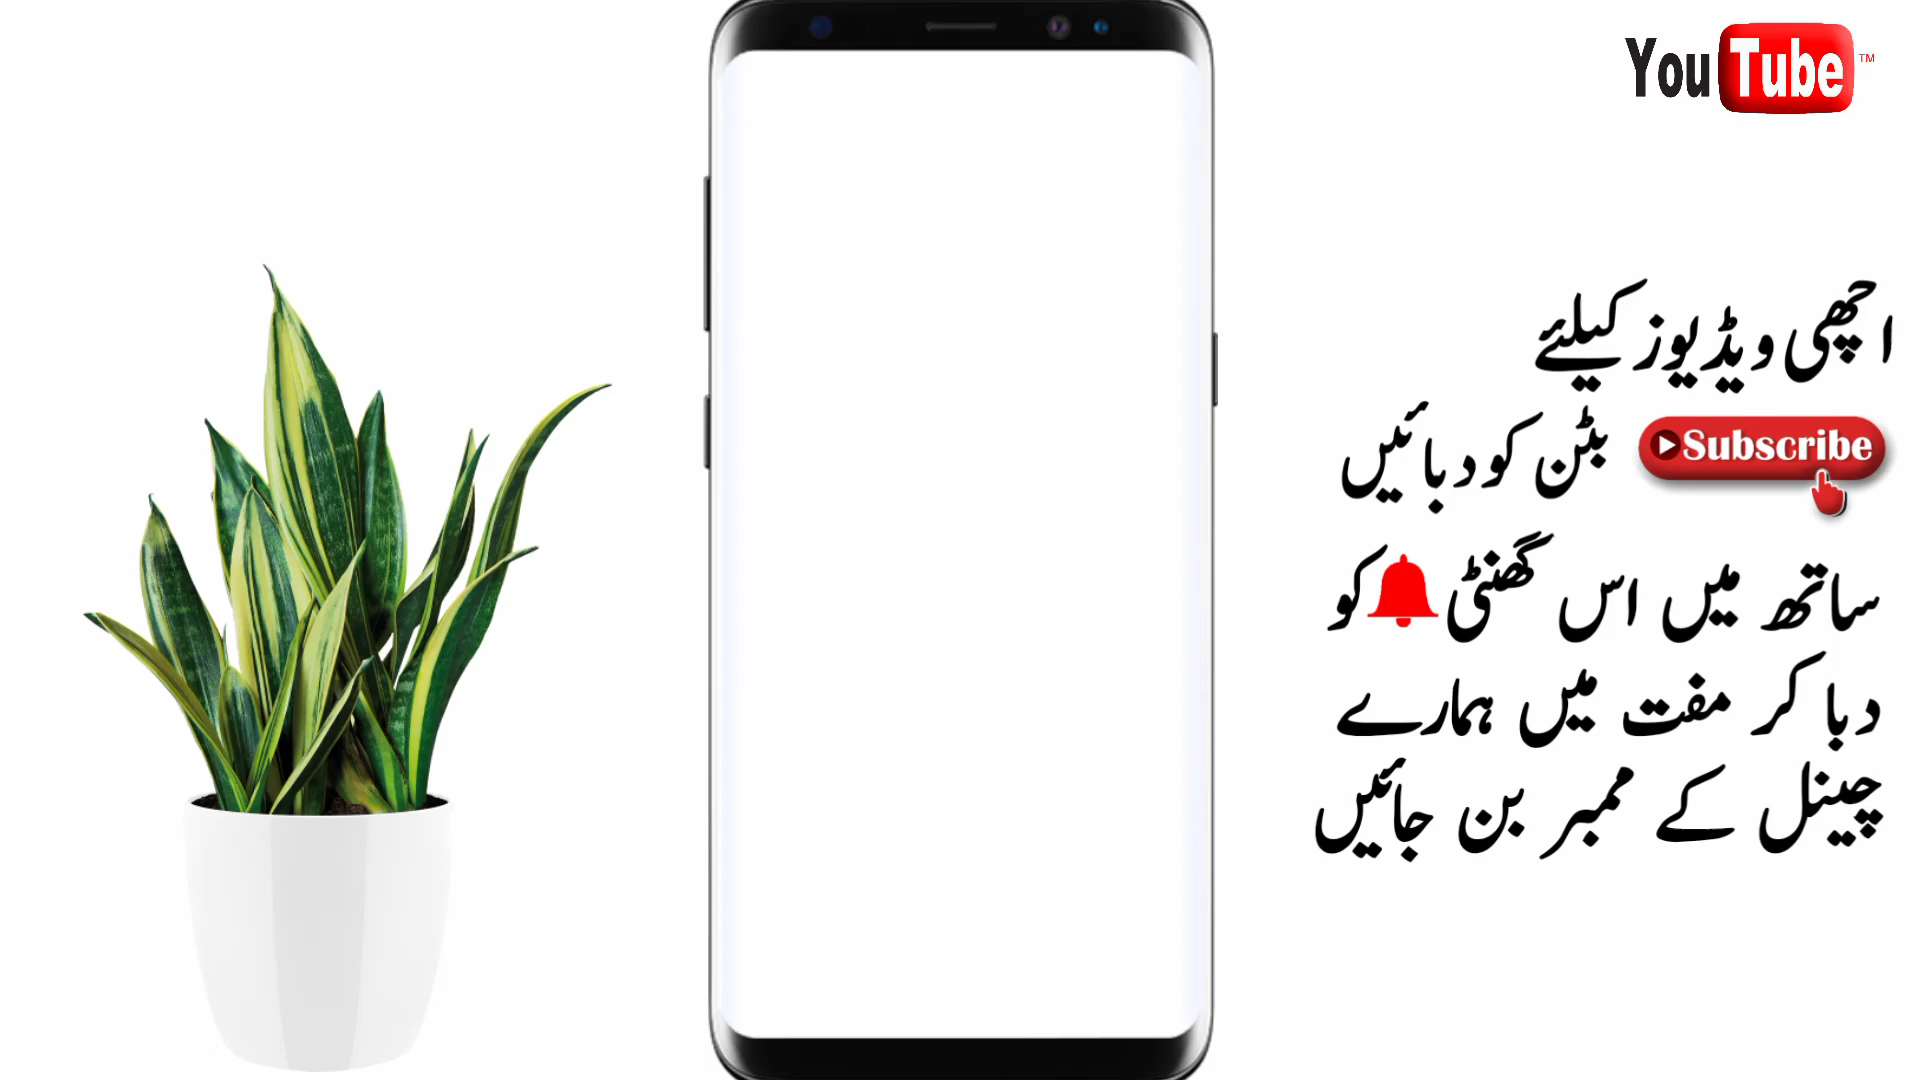 YouTube™
اچھی ویڈیوز کیلئے
Subscribe بٹن کو دبائیں
ساتھ میں اس گھنٹی کو
دبا کر مفت میں ہمارے
چینل کے ممبر بن جائیں